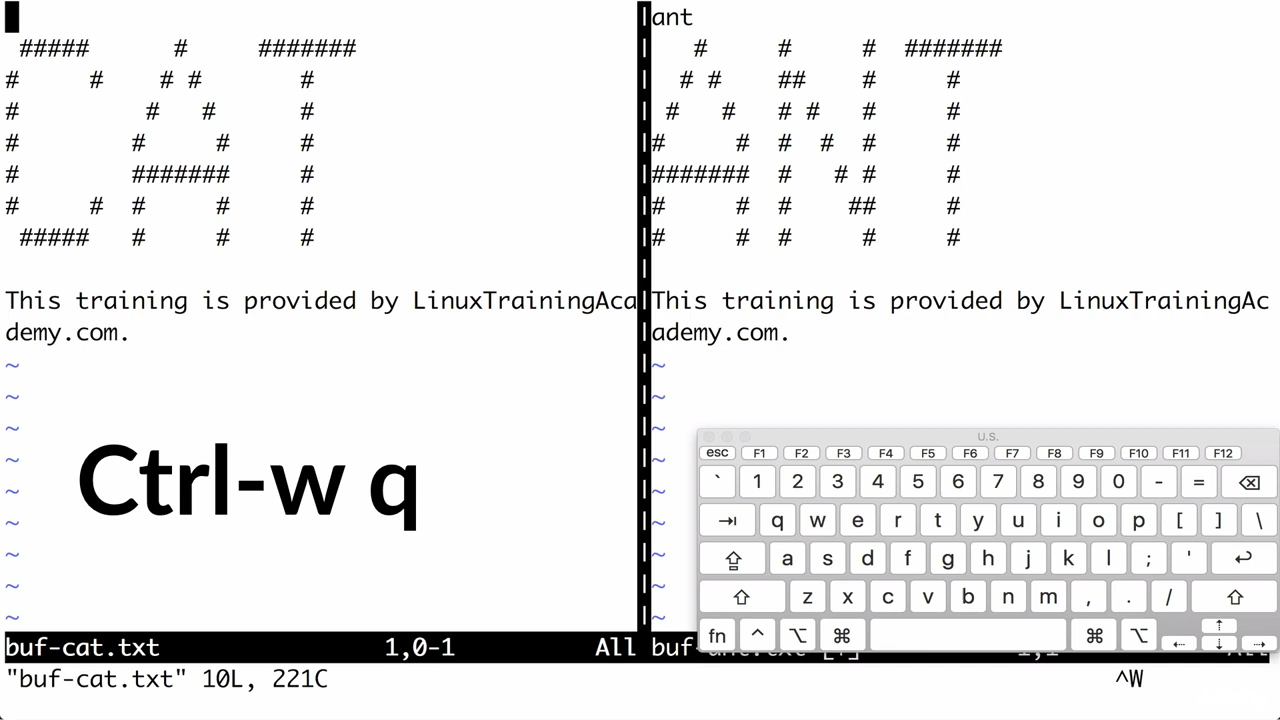 ant
##### # ####### # # # #######
# # # # # # # ## # #
# # # # # # # # # #
# # # # # # # # # #
# ####### # ####### # # # #
# # # # # # # # ## #
##### # # # # # # # #
This training is provided by LinuxTrainingAca
demy.com.
This training is provided by LinuxTrainingAc
ademy.com.
~ ~
~ ~
~ ~
~ ~
~ ~
~ ~
~ ~
~ ~
~ ~
Ctrl-w q
U.S.
esc F1 F2 F3 F4 F5 F6 F7 F8 F9 F10 F11 F12
` 1 2 3 4 5 6 7 8 9 0 - =
q w e r t y u i o p [ ] \
a s d f g h j k l ; '
z x c v b n m , . /
fn ^ ⌥ ⌘ ⌘ ⌥
buf-cat.txt 1,0-1 All
"buf-cat.txt" 10L, 221C ^W